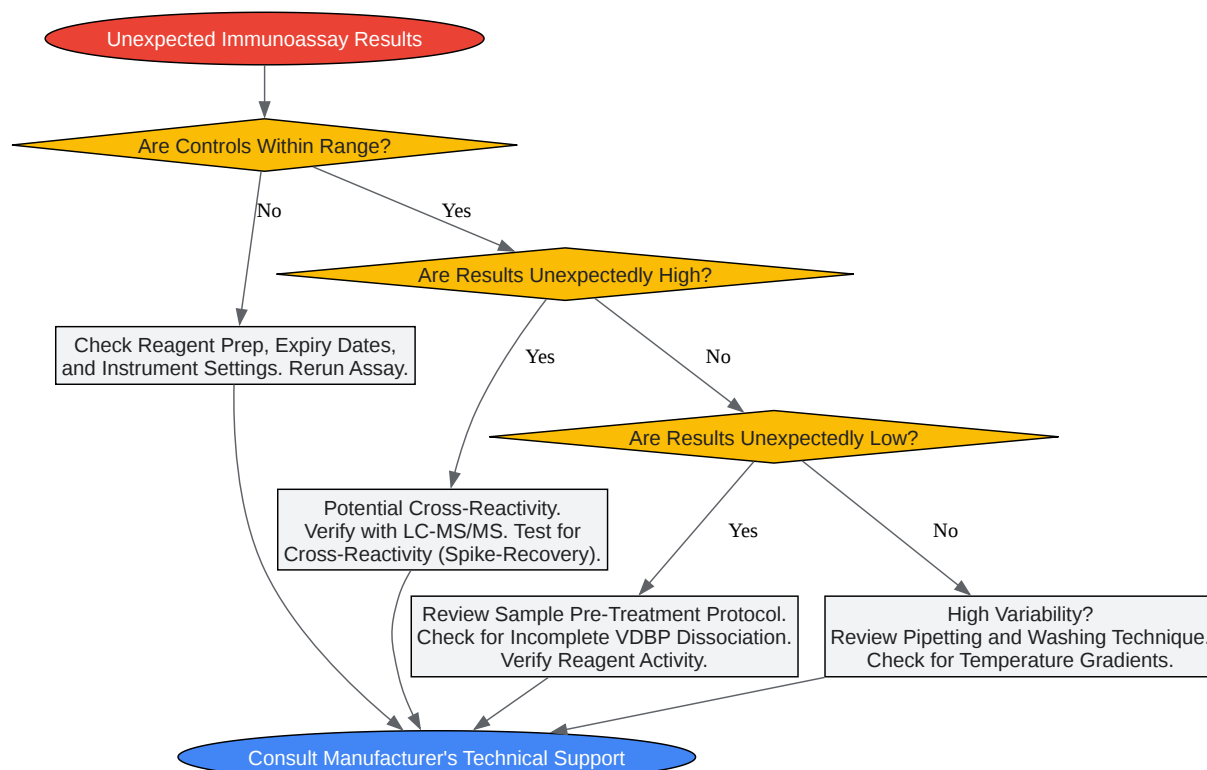 Unexpected Immunoassay Results
Are Controls Within Range?
No
Yes
Are Results Unexpectedly High?
Check Reagent Prep, Expiry Dates,
and Instrument Settings. Rerun Assay.
Yes
No
Are Results Unexpectedly Low?
Potential Cross-Reactivity.
Verify with LC-MS/MS. Test for
Cross-Reactivity (Spike-Recovery).
Yes
No
Review Sample Pre-Treatment Protocol.
Check for Incomplete VDBP Dissociation.
Verify Reagent Activity.
High Variability?
Review Pipetting and Washing Technique.
Check for Temperature Gradients.
Consult Manufacturer's Technical Support